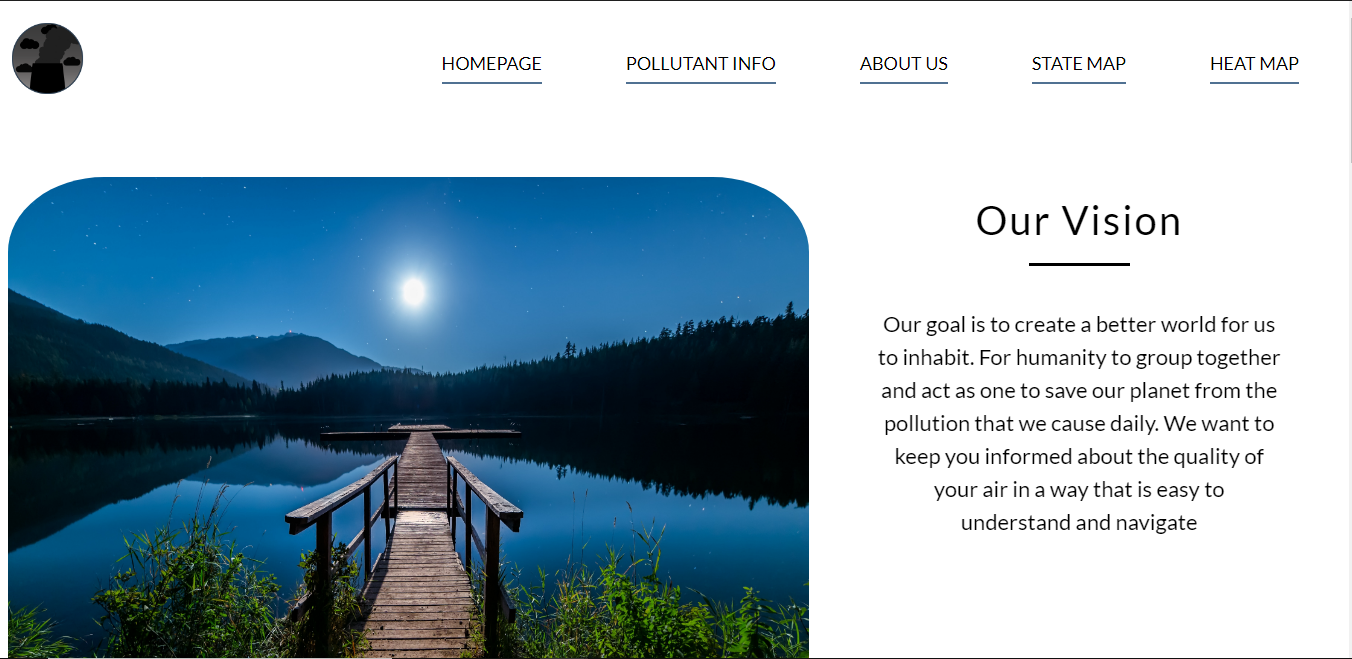 HOMEPAGE POLLUTANT INFO ABOUT US STATE MAP HEAT MAP
Our Vision
Our goal is to create a better world for us
to inhabit. For humanity to group together
and act as one to save our planet from the
pollution that we cause daily. We want to
keep you informed about the quality of
your air in a way that is easy to
understand and navigate